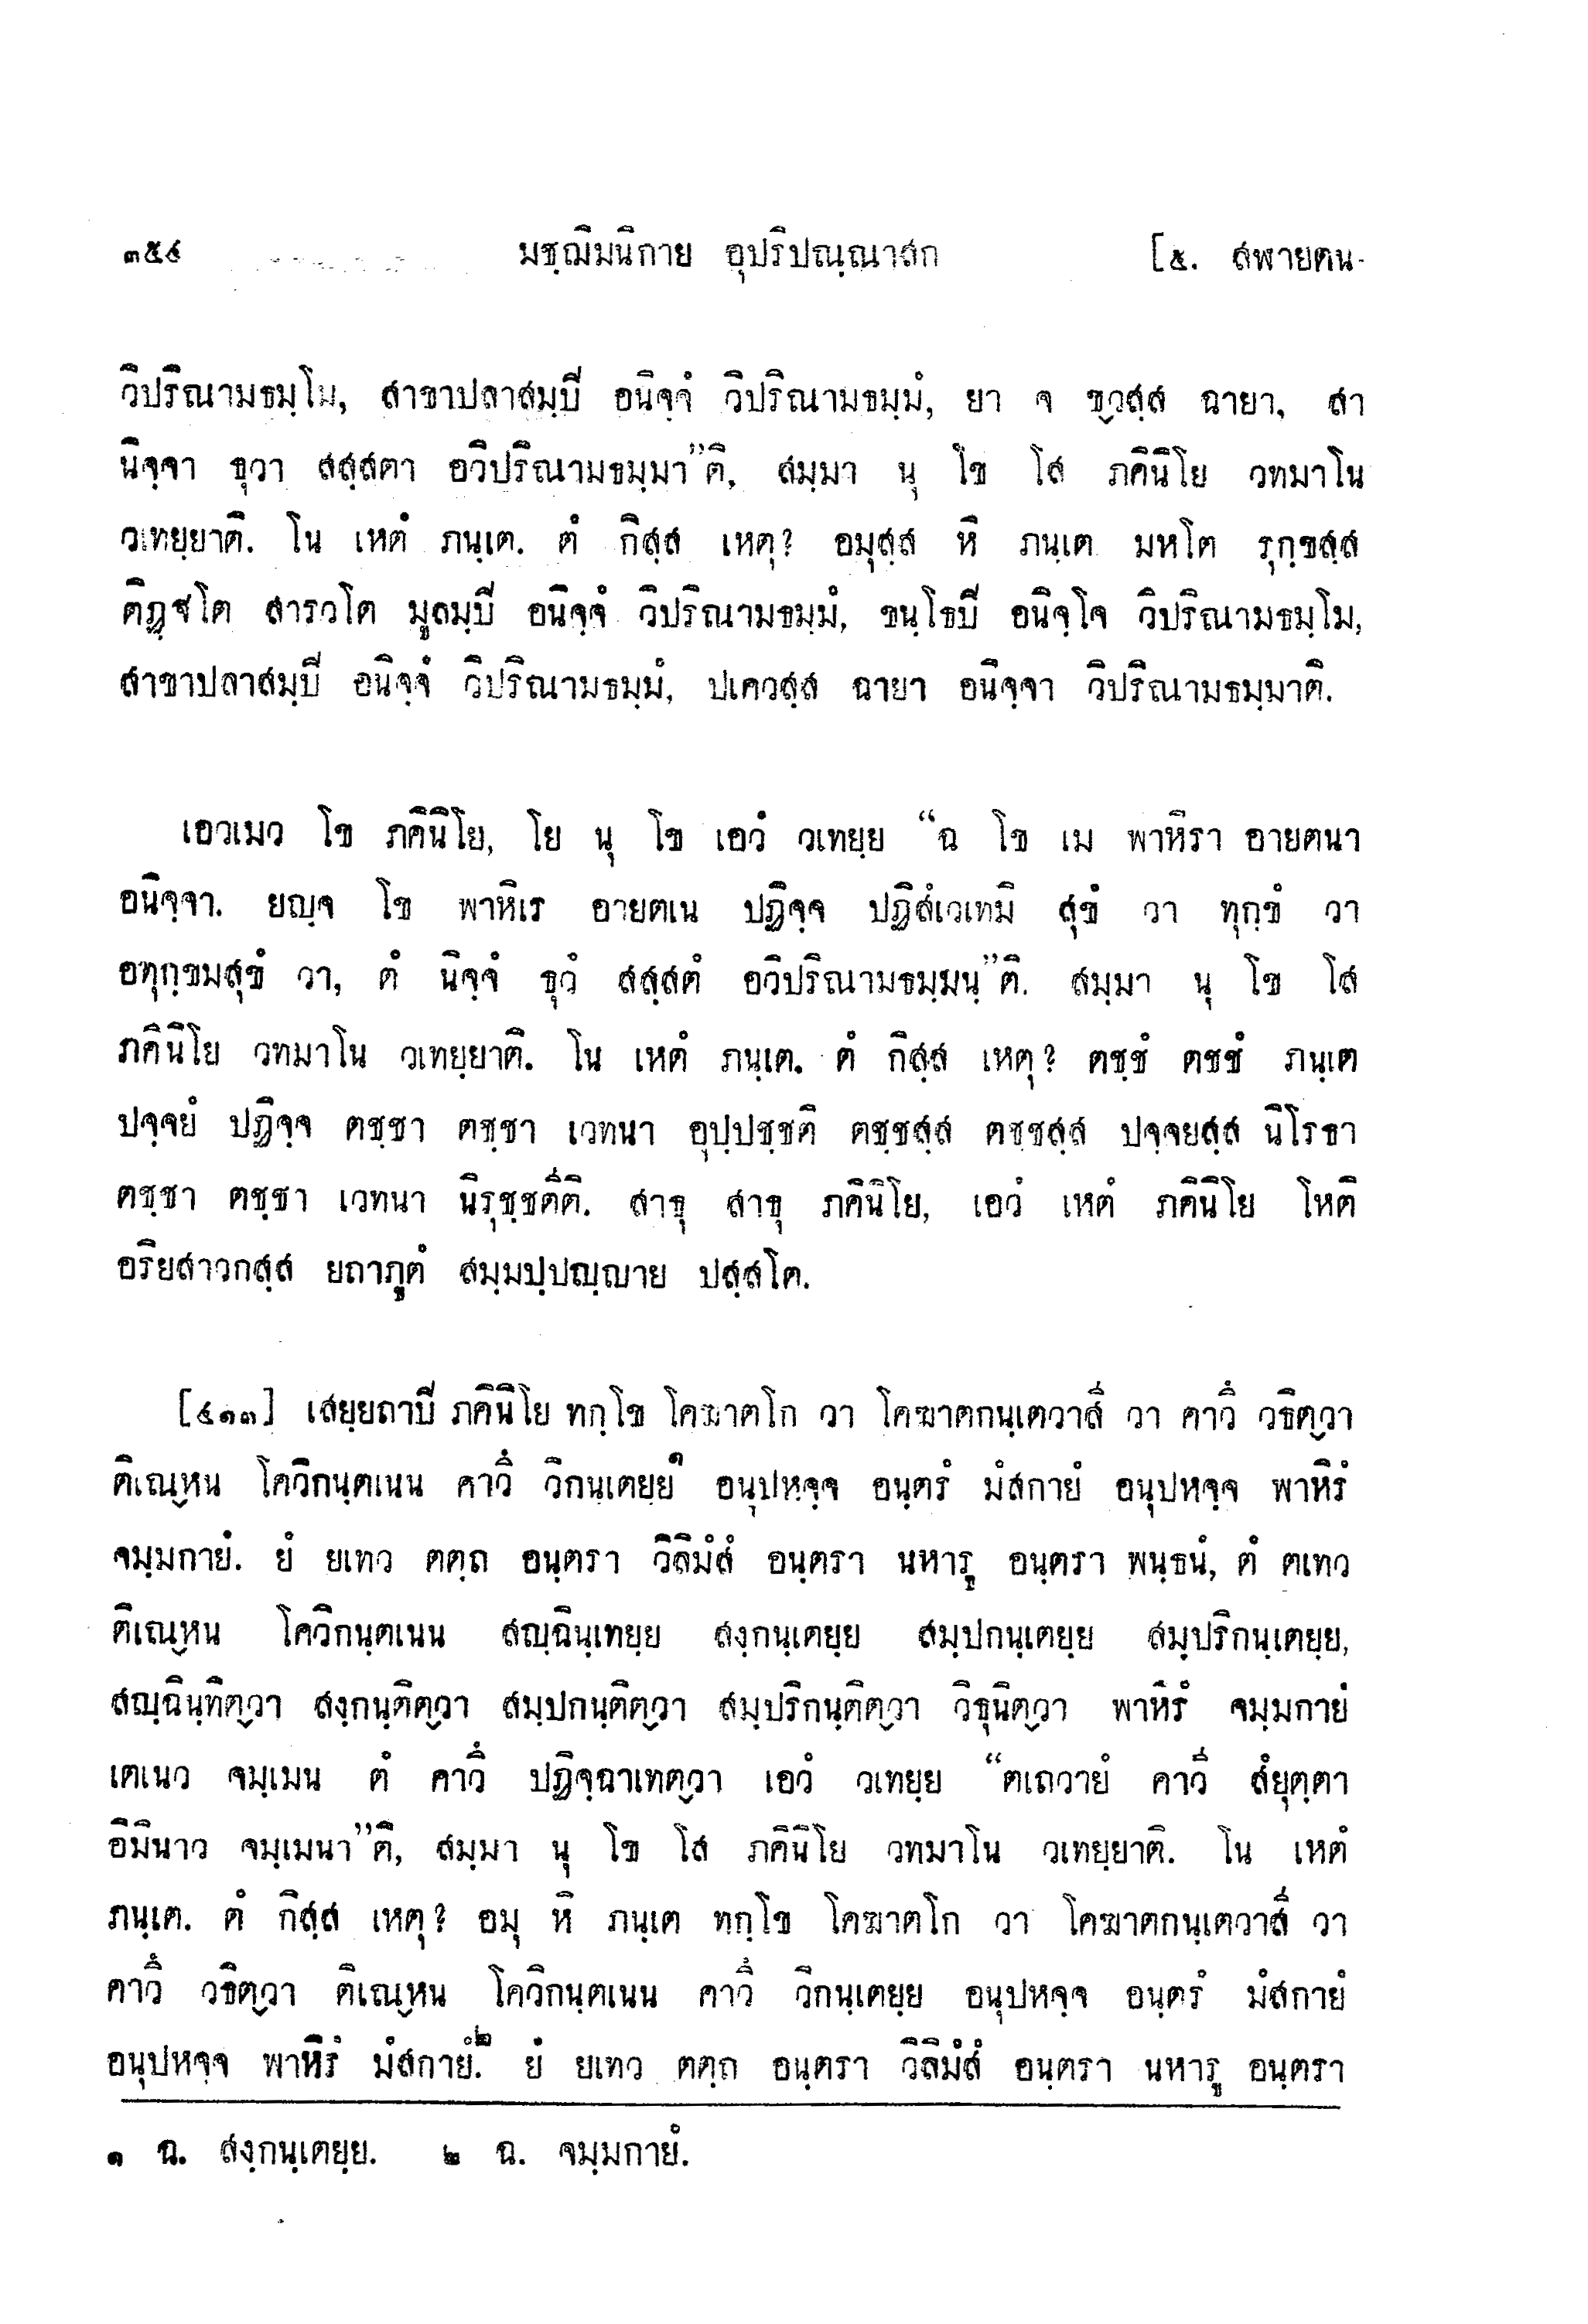 ๓๕๔ มชฺฌิมนิกาย อุปริปณฺณาสก [๕. สฬายตน-
วิปริณามธมฺโม, สาขาปลาสมฺปี อนิจฺจํ วิปริณามธมฺมํ, ยา จ ขฺวสฺส ฉายา, สา
นิจฺจา ธุวา สสฺสตา อวิปริณามธมฺมา”ติ, สมฺมา นุ โข โส ภคินิโย วทมาโน
วเทยฺยาติ. โน เหตํ ภนฺเต. ตํ กิสฺส เหตุ? อมุสฺส หิ ภนฺเต มหโต รุกฺขสฺส
ติฏฺฐโต สารวโต มูลมฺปี อนิจฺจํ วิปริณามธมฺมํ, ขนฺโธปี อนิจฺโจ วิปริณามธมฺโม,
สาขาปลาสมฺปี อนิจฺจํ วิปริณามธมฺมํ, ปเควสฺส ฉายา อนิจฺจา วิปริณามธมฺมาติ.
เอวเมว โข ภคินิโย, โย นุ โข เอวํ วเทยฺย “ฉ โข เม พาหิรา อายตนา
อนิจฺจา. ยญฺจ โข พาหิเร อายตเน ปฏิจฺจ ปฏิสํเวเทมิ สุขํ วา ทุกฺขํ วา
อทุกฺขมสุขํ วา, ตํ นิจฺจํ ธุวํ สสฺสตํ อวิปริณามธมฺมนฺ”ติ. สมฺมา นุ โข โส
ภคินิโย วทมาโน วเทยฺยาติ. โน เหตํ ภนฺเต. ตํ กิสฺส เหตุ? ตชฺชํ ตชชํ ภนฺเต
ปจฺจยํ ปฏิจฺจ ตชฺชา ตชฺชา เวทนา อุปฺปชฺชติ ตชฺชสฺส ตชฺชสฺส ปจฺจยสฺส นิโรธา
ตชฺชา ตชฺชา เวทนา นิรุชฺชตีติ. สาธุ สาธุ ภคินิโย, เอวํ เหตํ ภคินิโย โหติ
อริยสาวกสฺส ยถาภูตํ สมฺมปฺปญฺญาย ปสฺสโต.
[๔๑๓] เสยฺยถาปี ภคินิโย ทกฺโข โคฆาตโก วา โคฆาตกนฺเตวาสี วา คาวึ วธิตฺวา
ติเณฺหน โควิกนฺตเนน คาวึ วิกนฺเตยฺย๑ อนุปหจฺจ อนฺตรํ มํสกายํ อนุปหจฺจ พาหิรํ
จมฺมกายํ. ยํ ยเทว ตตฺถ อนฺตรา วิลิมํสํ อนฺตรา นหารู อนฺตรา พนฺธนํ, ตํ ตเทว
ติเณฺหน โควิกนฺตเนน สญฺฉินฺเทยฺย สงฺกนฺเตยฺย สมฺปกนฺเตยฺย สมฺปริกนฺเตยฺย,
สญฺฉินฺทิตฺวา สงฺกนฺติตฺวา สมฺปกนฺติตฺวา สมฺปริกนฺติตฺวา วิธุนิตฺวา พาหิรํ จมฺมกายํ
เตเนว จมฺเมน ตํ คาวึ ปฏิจฺฉาเทตฺวา เอวํ วเทยฺย “ตเถวายํ คาวี สํยุตฺตา
อิมินาว จมฺเมนา”ติ, สมฺมา นุ โข โส ภคินิโย วทมาโน วเทยฺยาติ. โน เหตํ
ภนฺเต. ตํ กิสฺส เหตุ? อมุ หิ ภนฺเต ทกฺโข โคฆาตโก วา โคฆาตกนฺเตวาสี วา
คาวึ วธิตฺวา ติเณฺหน โควิกนฺตเนน คาวึ วิกนฺเตยฺย อนุปหจฺจ อนฺตรํ มํสกายํ
อนุปหจฺจ พาหิรํ มํสกายํ.๒ ยํ ยเทว ตตฺถ อนฺตรา วิลิมํสํ อนฺตรา นหารู อนฺตรา
๑ ฉ. สงฺกนฺเตยฺย. ๒ ฉ. จมฺมกายํ.